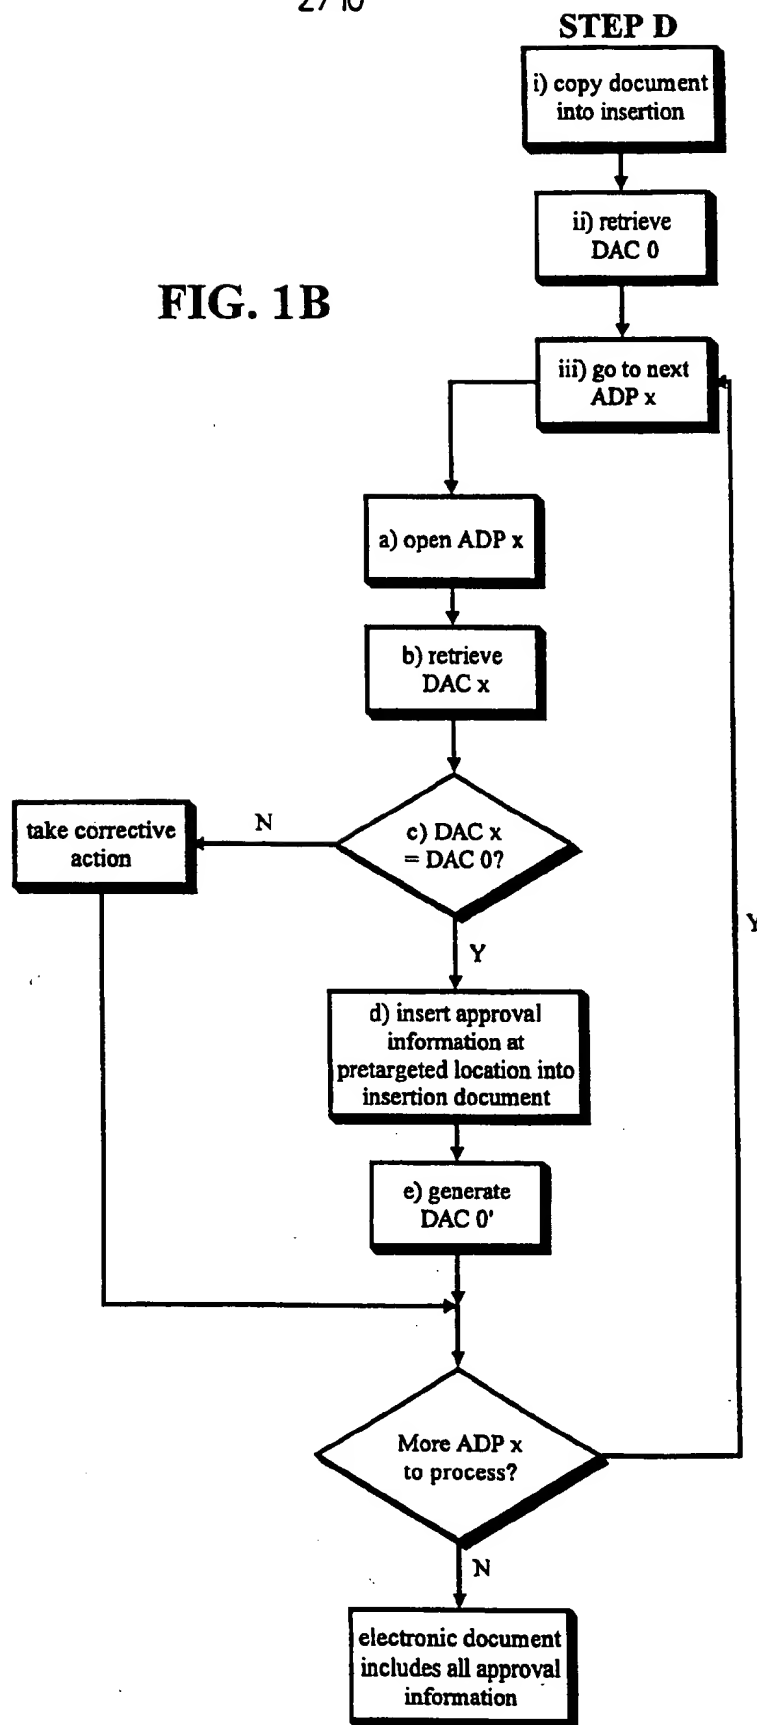 2/10
STEP D
i) copy document
into insertion
ii) retrieve
DAC 0
FIG. 1B
iii) go to next
ADP x
a) open ADP x
b) retrieve
DAC x
take corrective
action
N
c) DAC x
= DAC 0?
Y
Y
d) insert approval
information at
pretargeted location into
insertion document
e) generate
DAC 0'
More ADP x
to process?
N
electronic document
includes all approval
information